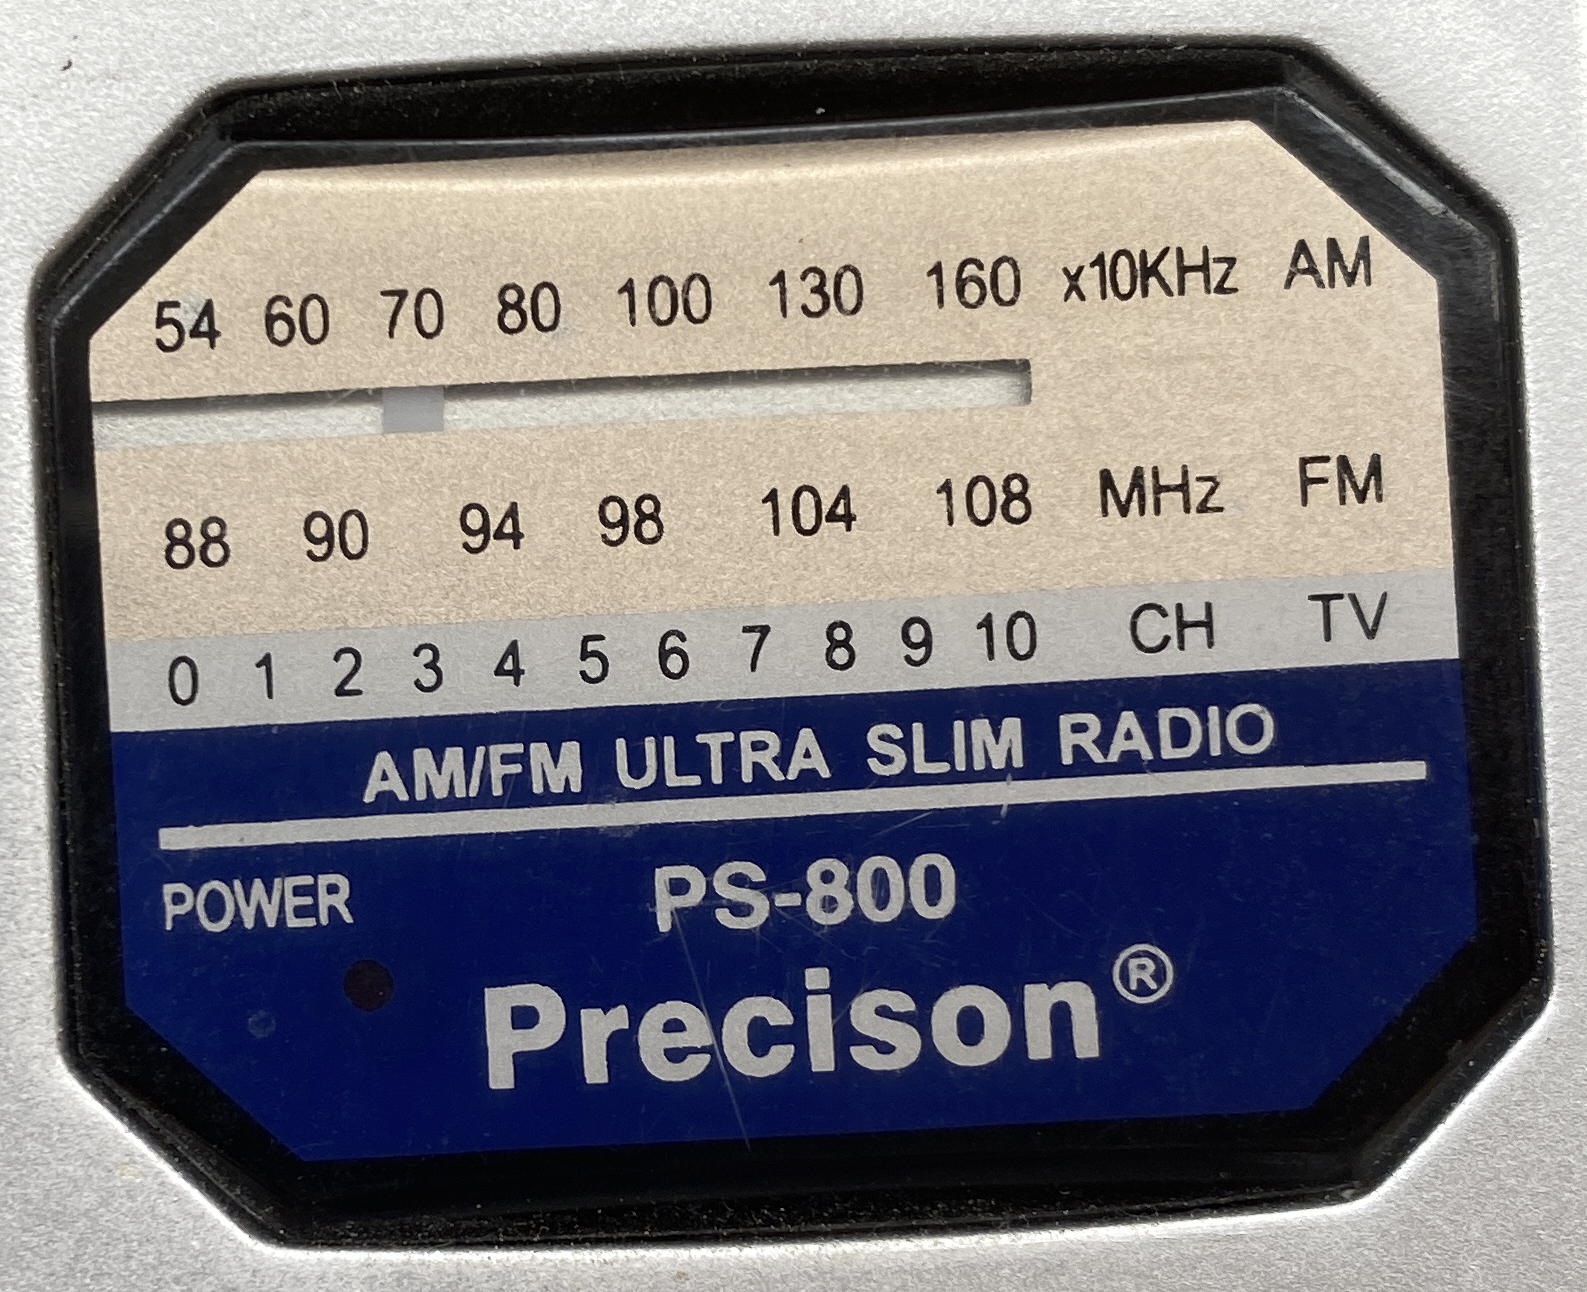 54 60 70 80 100 130 160 x10KHz AM
88 90 94 98 104 108 MHz FM
0 1 2 3 4 5 6 7 8 9 10 CH TV
AM/FM ULTRA SLIM RADIO
POWER PS-800
Precison®